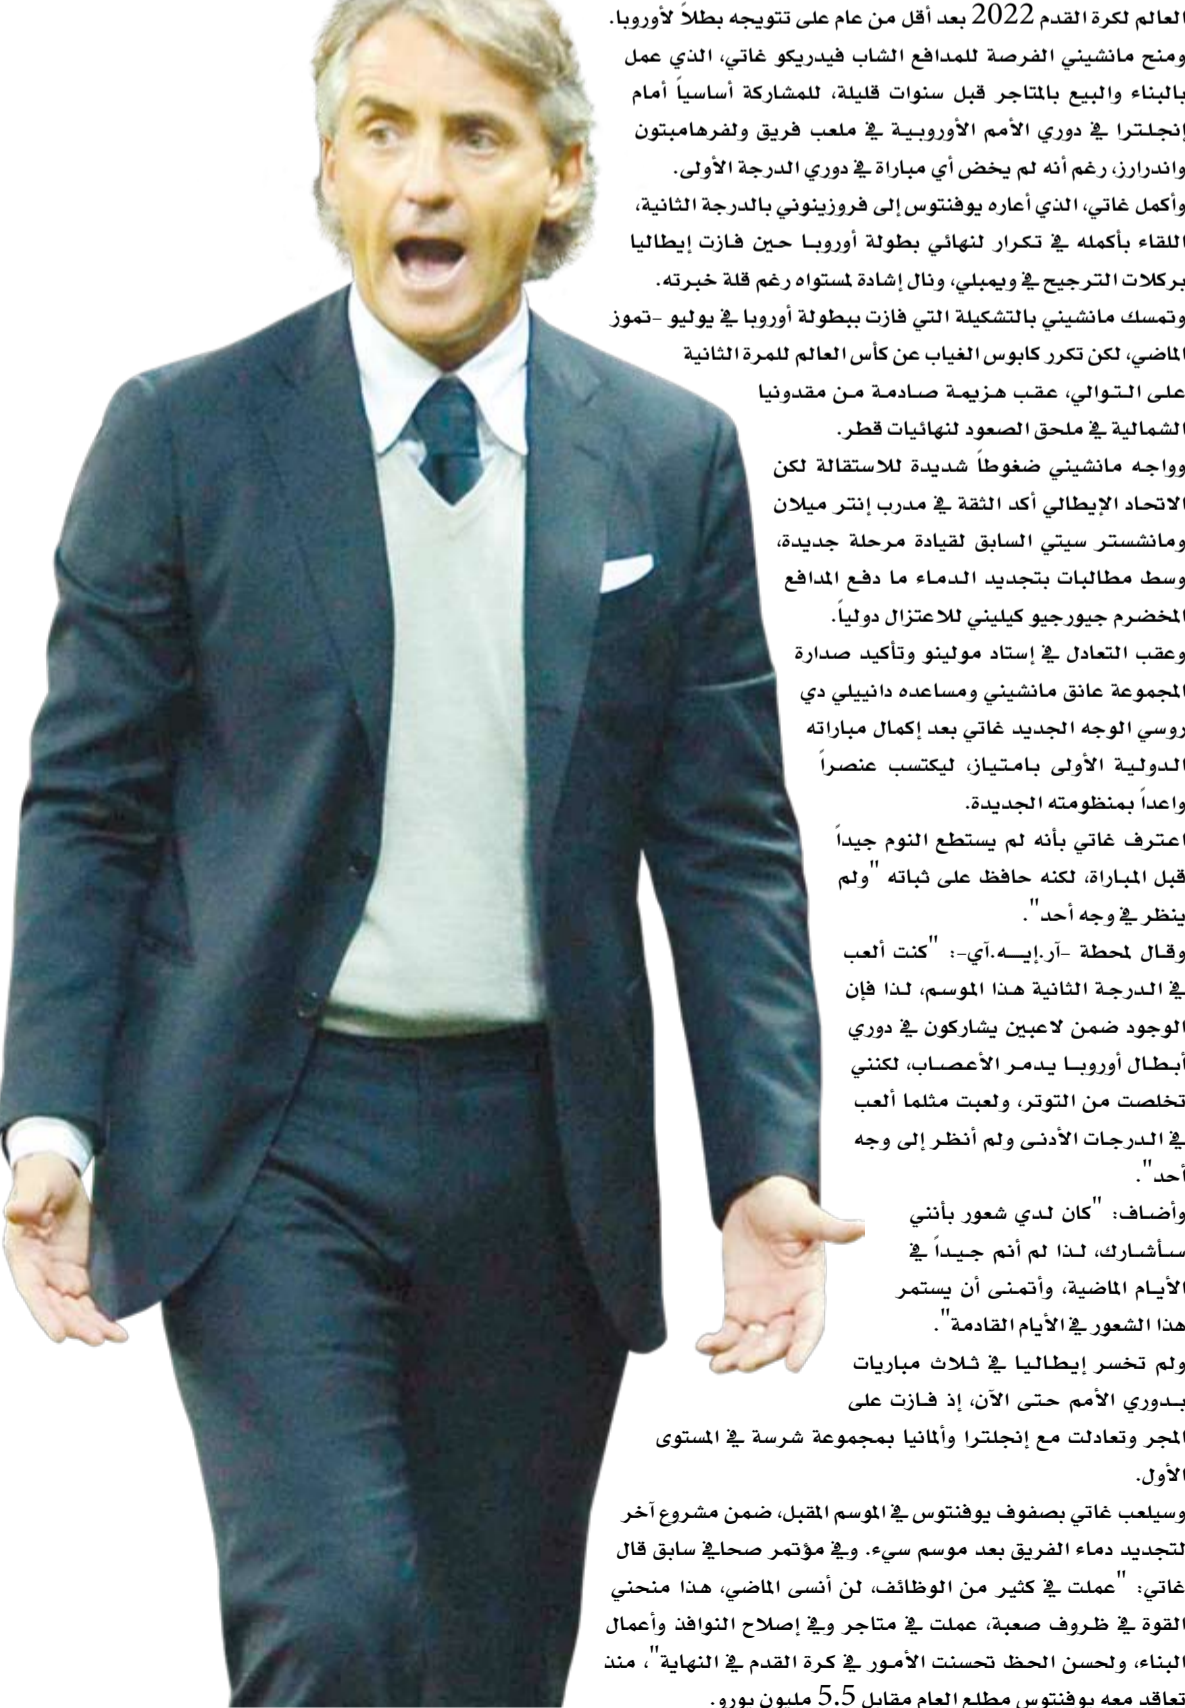 العالم لكرة القدم 2022 بعد أقل من عام على تتويجه بطلاً لأوروبا.
ومنح مانشيني الفرصة للمدافع الشاب فيدريكو غاتي، الذي عمل
بالبناء والبيع بالمتاجر قبل سنوات قليلة، للمشاركة أساسياً أمام
إنجلترا في دوري الأمم الأوروبية في ملعب فريق ولفرهامبتون
واندرارز، رغم أنه لم يخض أي مباراة في دوري الدرجة الأولى.
وأكمل غاتي، الذي أعاره يوفنتوس إلى فروزينوني بالدرجة الثانية،
اللقاء بأكمله في تكرار لنهائي بطولة أوروبا حين فازت إيطاليا
بركلات الترجيح في ويمبلي، ونال إشادة لمستواه رغم قلة خبرته.
وتمسك مانشيني بالتشكيلة التي فازت ببطولة أوروبا في يوليو -تموز
الماضي، لكن تكرر كابوس الغياب عن كأس العالم للمرة الثانية
على التوالي، عقب هزيمة صادمة من مقدونيا
الشمالية في ملحق الصعود لنهائيات قطر.
وواجه مانشيني ضغوطاً شديدة للاستقالة لكن
الاتحاد الإيطالي أكد الثقة في مدرب إنتر ميلان
ومانشستر سيتي السابق لقيادة مرحلة جديدة،
وسط مطالبات بتجديد الدماء ما دفع المدافع
المخضرم جيورجيو كيليني للاعتزال دولياً.
وعقب التعادل في إستاد مولينو وتأكيد صدارة
المجموعة عانق مانشيني ومساعده دانييلي دي
روسي الوجه الجديد غاتي بعد إكمال مباراته
الدولية الأولى بامتياز، ليكتسب عنصراً
واعداً بمنظومته الجديدة.
اعترف غاتي بأنه لم يستطع النوم جيداً
قبل المباراة، لكنه حافظ على ثباته "ولم
ينظر في وجه أحد".
وقال لمحطة -آر.إيه.آي-: "كنت ألعب
في الدرجة الثانية هذا الموسم، لذا فإن
الوجود ضمن لاعبين يشاركون في دوري
أبطال أوروبا يدمر الأعصاب، لكنني
تخلصت من التوتر، ولعبت مثلما ألعب
في الدرجات الأدنى ولم أنظر إلى وجه
أحد".
وأضاف: "كان لدي شعور بأنني
سأشارك، لذا لم أنم جيداً في
الأيام الماضية، وأتمنى أن يستمر
هذا الشعور في الأيام القادمة".
ولم تخسر إيطاليا في ثلاث مباريات
بدوري الأمم حتى الآن، إذ فازت على
المجر وتعادلت مع إنجلترا وألمانيا بمجموعة شرسة في المستوى
الأول.
وسيلعب غاتي بصفوف يوفنتوس في الموسم المقبل، ضمن مشروع آخر
لتجديد دماء الفريق بعد موسم سيء. وفي مؤتمر صحافي سابق قال
غاتي: "عملت في كثير من الوظائف، لن أنسى الماضي، هذا منحني
القوة في ظروف صعبة، عملت في متاجر وفي إصلاح النوافذ وأعمال
البناء، ولحسن الحظ تحسنت الأمور في كرة القدم في النهاية"، منذ
تعاقد معه يوفنتوس مطلع العام مقابل 5.5 مليون يورو.